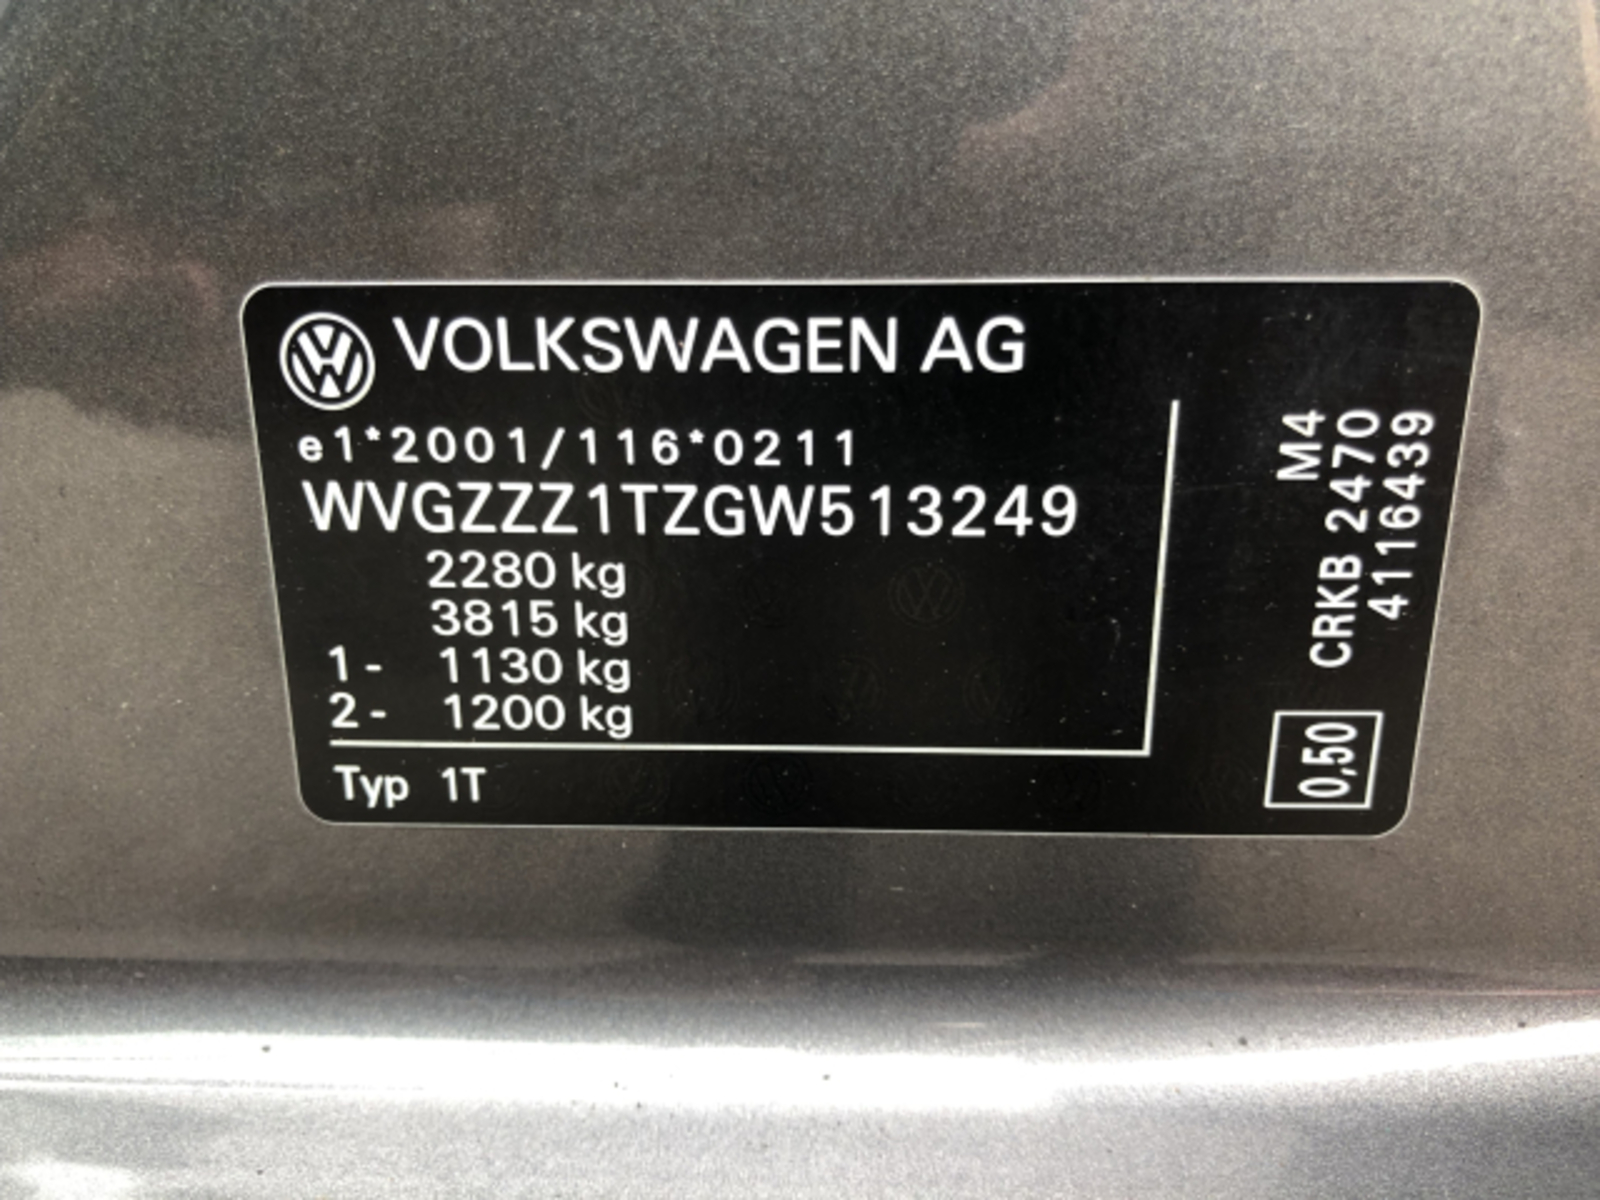 VOLKSWAGEN AG
e1*2001/116*0211
WVGZZZ1TZGW513249
2280 kg
3815 kg
1- 1130 kg
2- 1200 kg
Typ 1T
M4
CRKB 2470
4116439
0,50